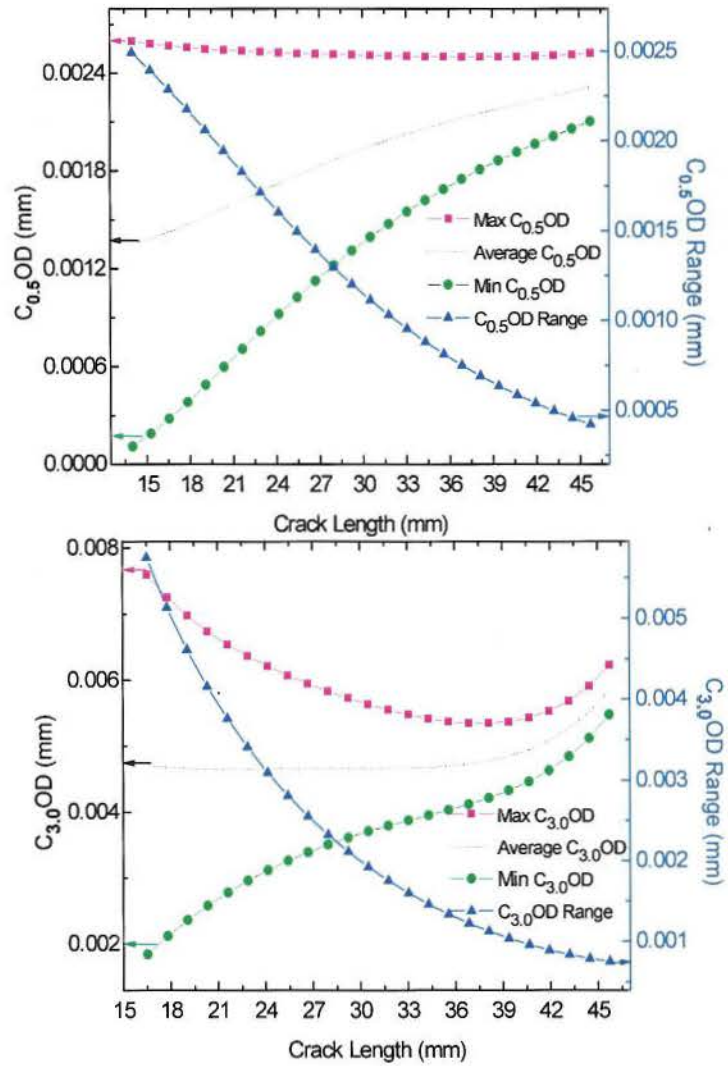 0.0024
0.0018
0.0012
0.0006
0.0000
C0.5OD (mm)
Max C0.5OD
Average C0.5OD
Min C0.5OD
C0.5OD Range
0.0025
0.0020
0.0015
0.0010
0.0005
C0.5OD Range (mm)
15 18 21 24 27 30 33 36 39 42 45
Crack Length (mm)
0.008
0.006
0.004
0.002
C3.0OD (mm)
Max C3.0OD
Average C3.0OD
Min C3.0OD
C3.0OD Range
0.005
0.004
0.003
0.002
0.001
C3.0OD Range (mm)
15 18 21 24 27 30 33 36 39 42 45
Crack Length (mm)